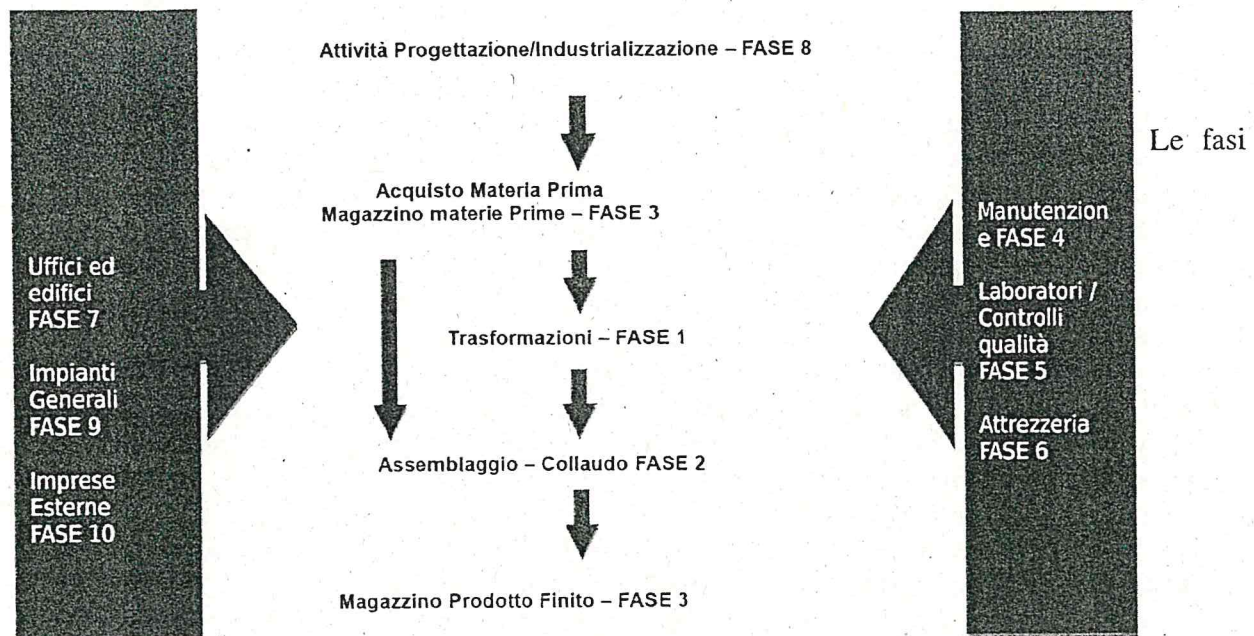 Attività Progettazione/Industrializzazione – FASE 8
Acquisto Materia Prima
Magazzino materie Prime – FASE 3
Trasformazioni – FASE 1
Assemblaggio – Collaudo FASE 2
Magazzino Prodotto Finito – FASE 3
Uffici ed
edifici
FASE 7
Impianti
Generali
FASE 9
Imprese
Esterne
FASE 10
Manutenzion
e FASE 4
Laboratori /
Controlli
qualità
FASE 5
Attrezzeria
FASE 6
Le fasi